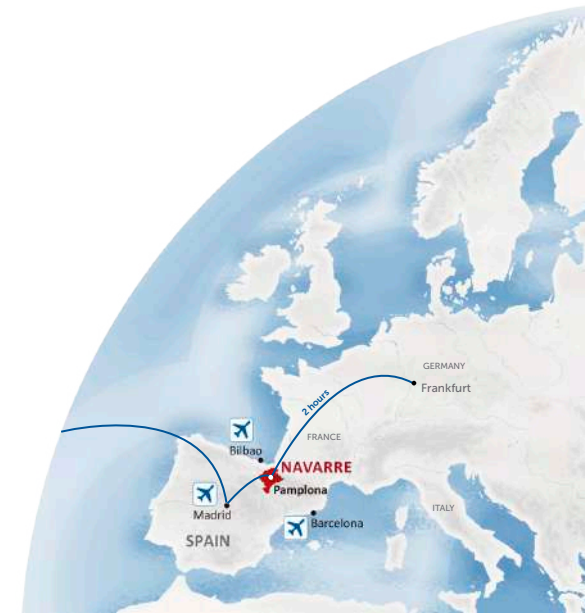 GERMANY
Frankfurt
2 hours
FRANCE
Bilbao
NAVARRE
Pamplona
Madrid
Barcelona
ITALY
SPAIN